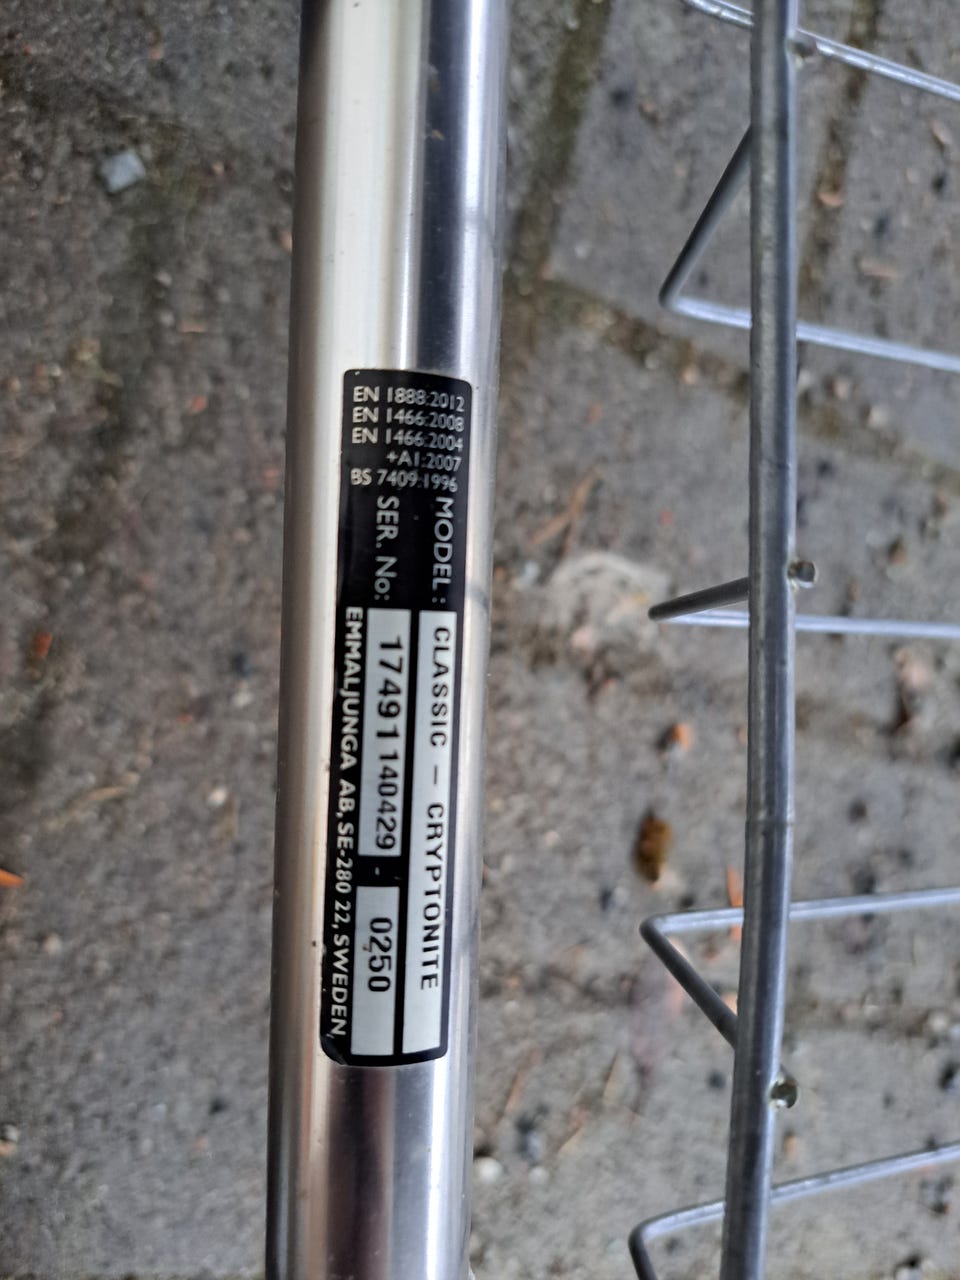 EN 1888:2012
EN 1466:2008
EN 1466:2004
+A1:2007
BS 7409:1996
MODEL: CLASSIC - CRYPTONITE
SER. No: 17491140429 - 0250
EMMALJUNGA AB, SE-280 22, SWEDEN,